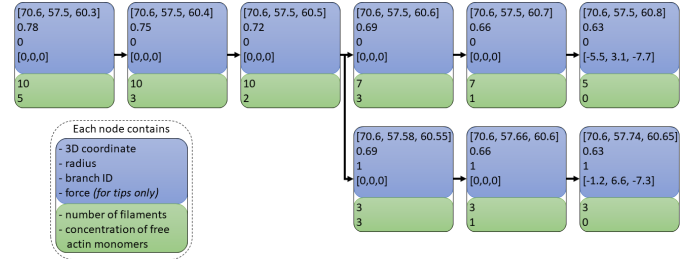 [70.6, 57.5, 60.3]
0.78
0
[0,0,0]
10
5
[70.6, 57.5, 60.4]
0.75
0
[0,0,0]
10
3
[70.6, 57.5, 60.5]
0.72
0
[0,0,0]
10
2
[70.6, 57.5, 60.6]
0.69
0
[0,0,0]
7
3
[70.6, 57.5, 60.7]
0.66
0
[0,0,0]
7
1
[70.6, 57.5, 60.8]
0.63
0
[-5.5, 3.1, -7.7]
5
0
[70.6, 57.58, 60.55]
0.69
1
[0,0,0]
3
3
[70.6, 57.66, 60.6]
0.66
1
[0,0,0]
3
1
[70.6, 57.74, 60.65]
0.63
1
[-1.2, 6.6, -7.3]
3
0
Each node contains
- 3D coordinate
- radius
- branch ID
- force (for tips only)
- number of filaments
- concentration of free
actin monomers